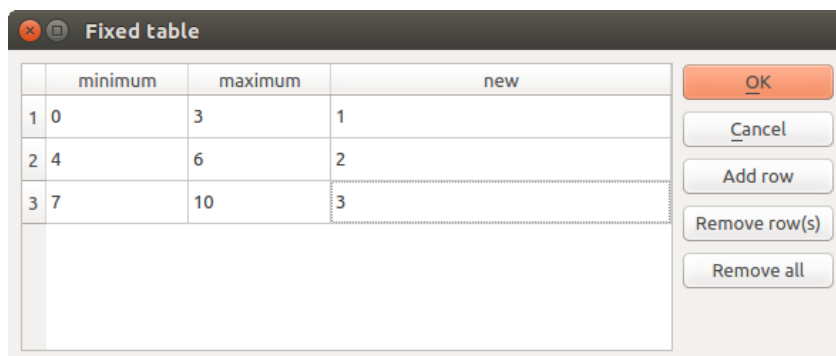 Fixed table
minimum maximum new
1 0 3 1
2 4 6 2
3 7 10 3
OK
Cancel
Add row
Remove row(s)
Remove all